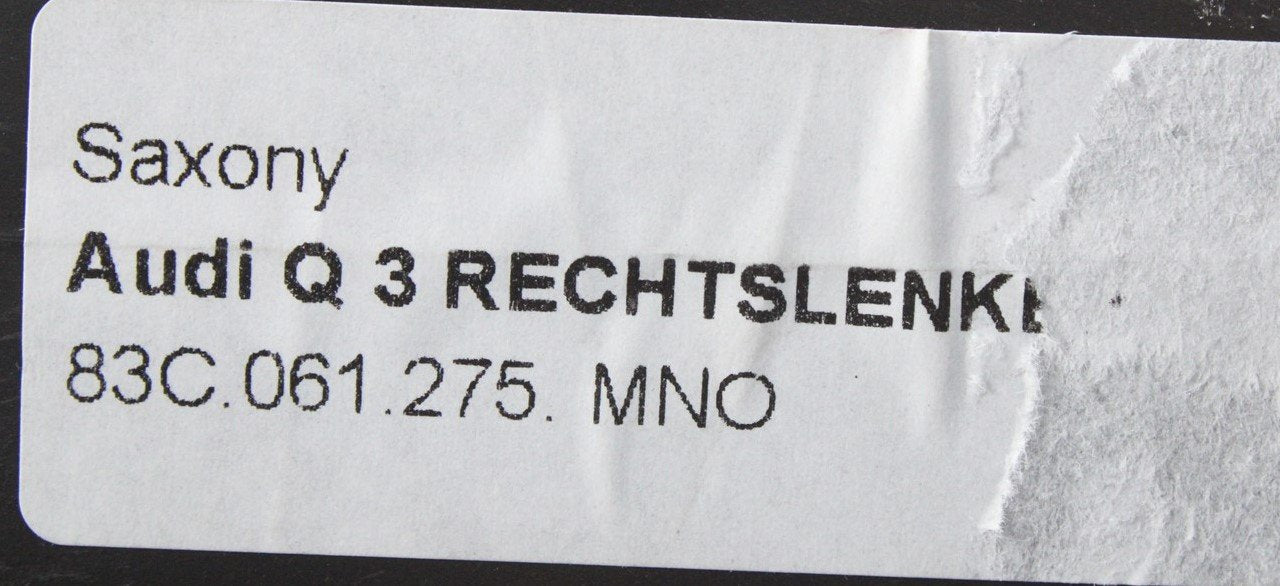 Saxony
Audi Q 3 RECHTSLENKE
83C.061.275. MNO